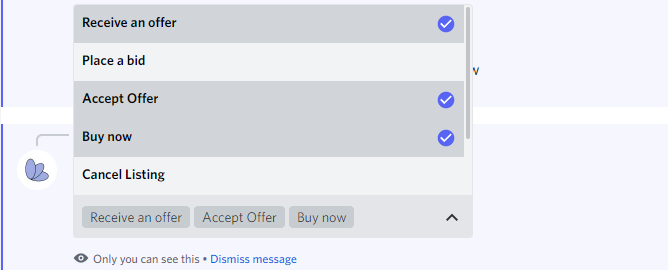 Receive an offer
Place a bid
Accept Offer
Buy now
Cancel Listing
Receive an offer Accept Offer Buy now
Only you can see this • Dismiss message